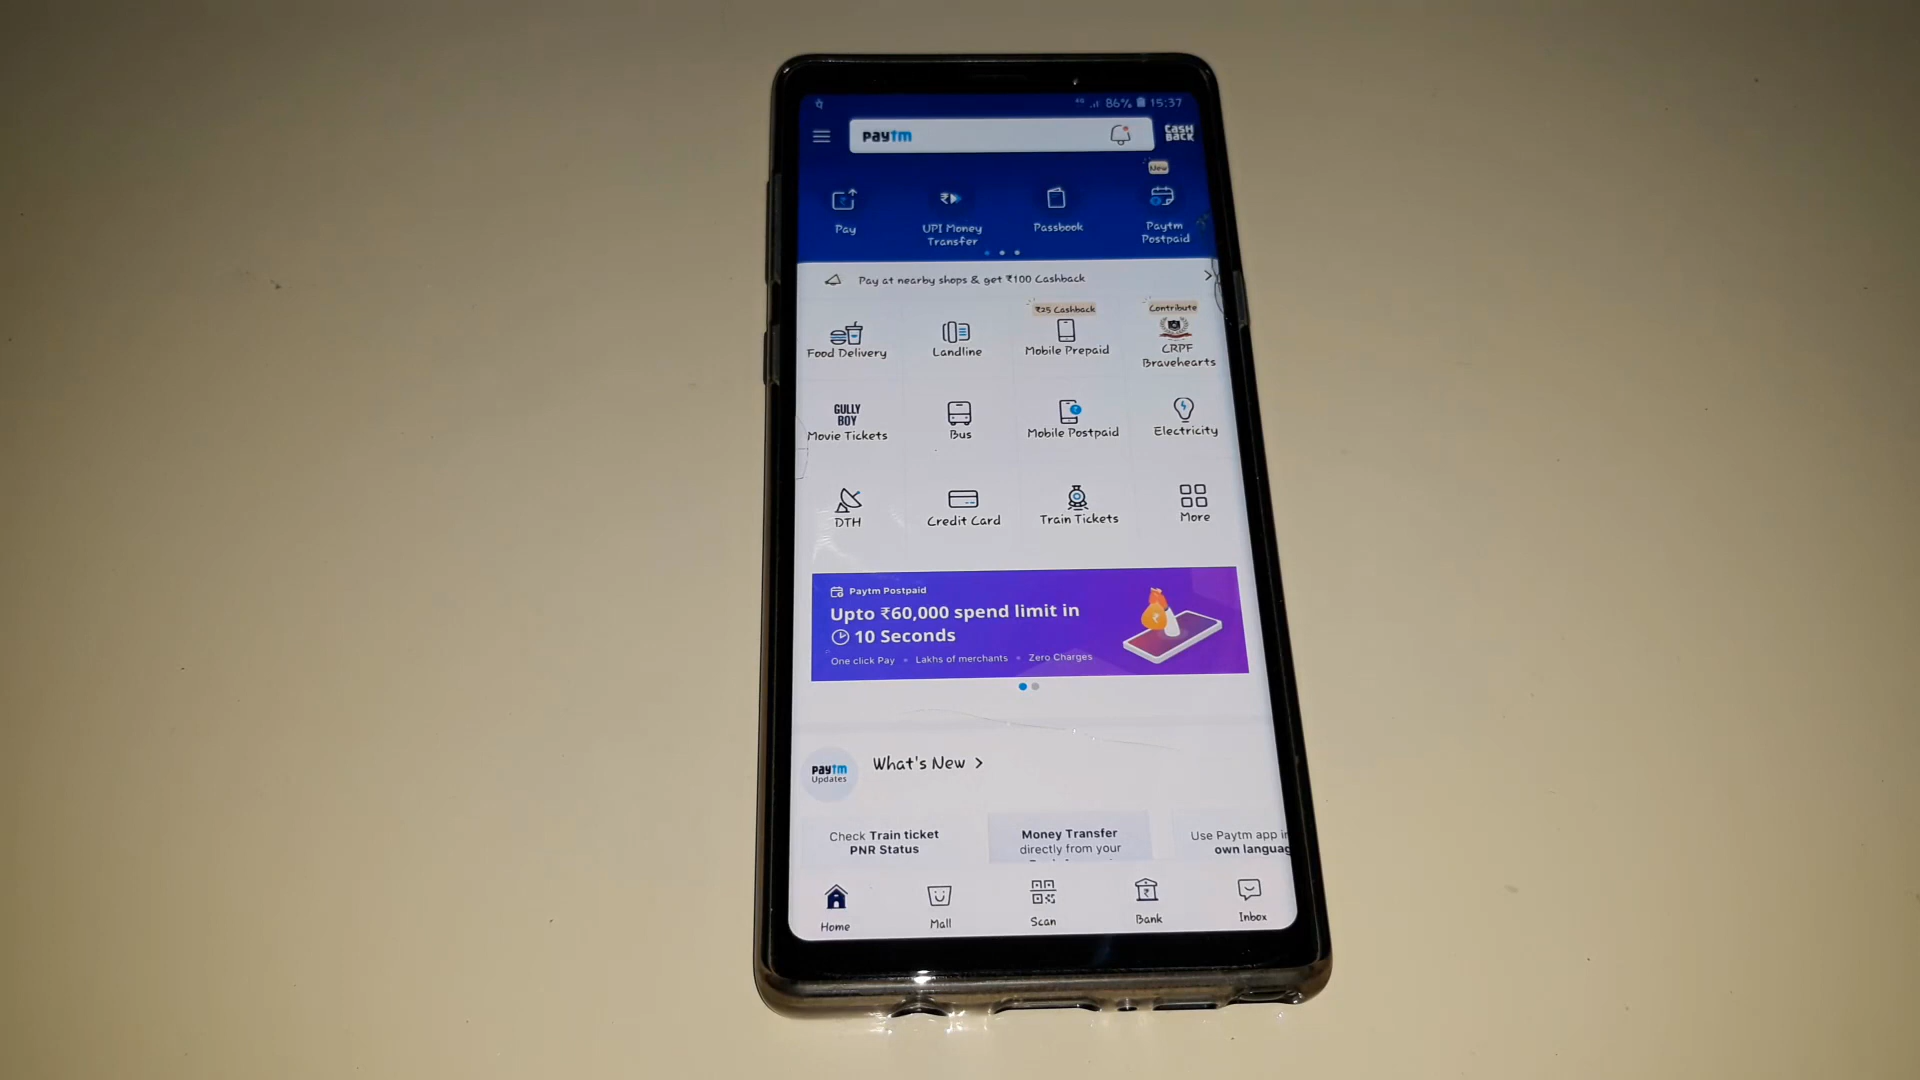 4G 86% 15:37
paytm
CASH
BACK
New
Pay
UPI Money
Transfer
Passbook
Paytm
Postpaid
Pay at nearby shops & get ₹100 Cashback
₹25 Cashback
Contribute
Food Delivery
Landline
Mobile Prepaid
CRPF
Bravehearts
GULLY
BOY
Movie Tickets
Bus
Mobile Postpaid
Electricity
DTH
Credit Card
Train Tickets
More
Paytm Postpaid
Upto ₹60,000 spend limit in
10 Seconds
One click Pay • Lakhs of merchants • Zero Charges
paytm
Updates
What's New >
Check Train ticket
PNR Status
Money Transfer
directly from your
Use Paytm app in
own languag
Home
Mall
Scan
Bank
Inbox